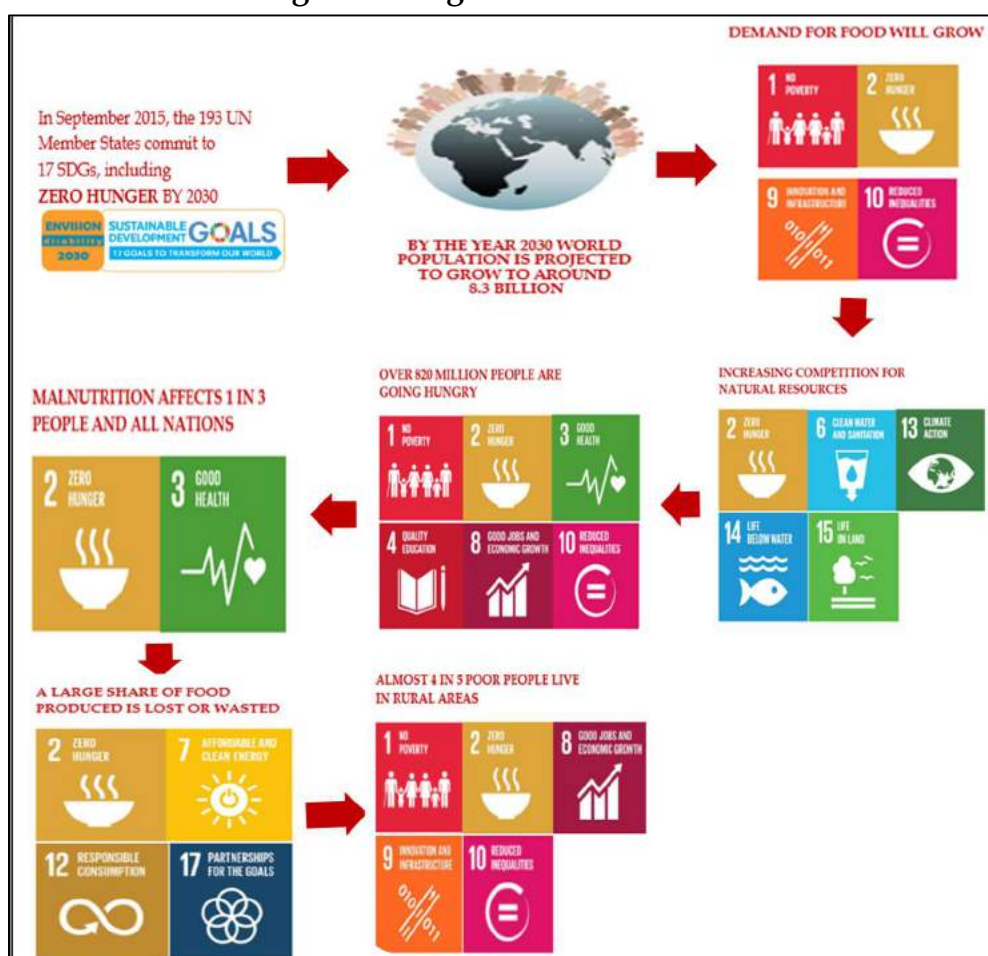 In September 2015, the 193 UN
Member States commit to
17 SDGs, including
ZERO HUNGER BY 2030
ENVISION
2030
SUSTAINABLE
DEVELOPMENT GOALS
17 GOALS TO TRANSFORM OUR WORLD
BY THE YEAR 2030 WORLD
POPULATION IS PROJECTED
TO GROW TO AROUND
8.3 BILLION
DEMAND FOR FOOD WILL GROW
1 NO
POVERTY
2 ZERO
HUNGER
9 INNOVATION AND
INFRASTRUCTURE
10 REDUCED
INEQUALITIES
INCREASING COMPETITION FOR
NATURAL RESOURCES
2 ZERO
HUNGER
6 CLEAN WATER
AND SANITATION
13 CLIMATE
ACTION
14 LIFE
BELOW WATER
15 LIFE
ON LAND
OVER 820 MILLION PEOPLE ARE
GOING HUNGRY
1 NO
POVERTY
2 ZERO
HUNGER
3 GOOD
HEALTH
4 QUALITY
EDUCATION
8 GOOD JOBS AND
ECONOMIC GROWTH
10 REDUCED
INEQUALITIES
MALNUTRITION AFFECTS 1 IN 3
PEOPLE AND ALL NATIONS
2 ZERO
HUNGER
3 GOOD
HEALTH
A LARGE SHARE OF FOOD
PRODUCED IS LOST OR WASTED
2 ZERO
HUNGER
7 AFFORDABLE AND
CLEAN ENERGY
12 RESPONSIBLE
CONSUMPTION
17 PARTNERSHIPS
FOR THE GOALS
ALMOST 4 IN 5 POOR PEOPLE LIVE
IN RURAL AREAS
1 NO
POVERTY
2 ZERO
HUNGER
8 GOOD JOBS AND
ECONOMIC GROWTH
9 INNOVATION AND
INFRASTRUCTURE
10 REDUCED
INEQUALITIES